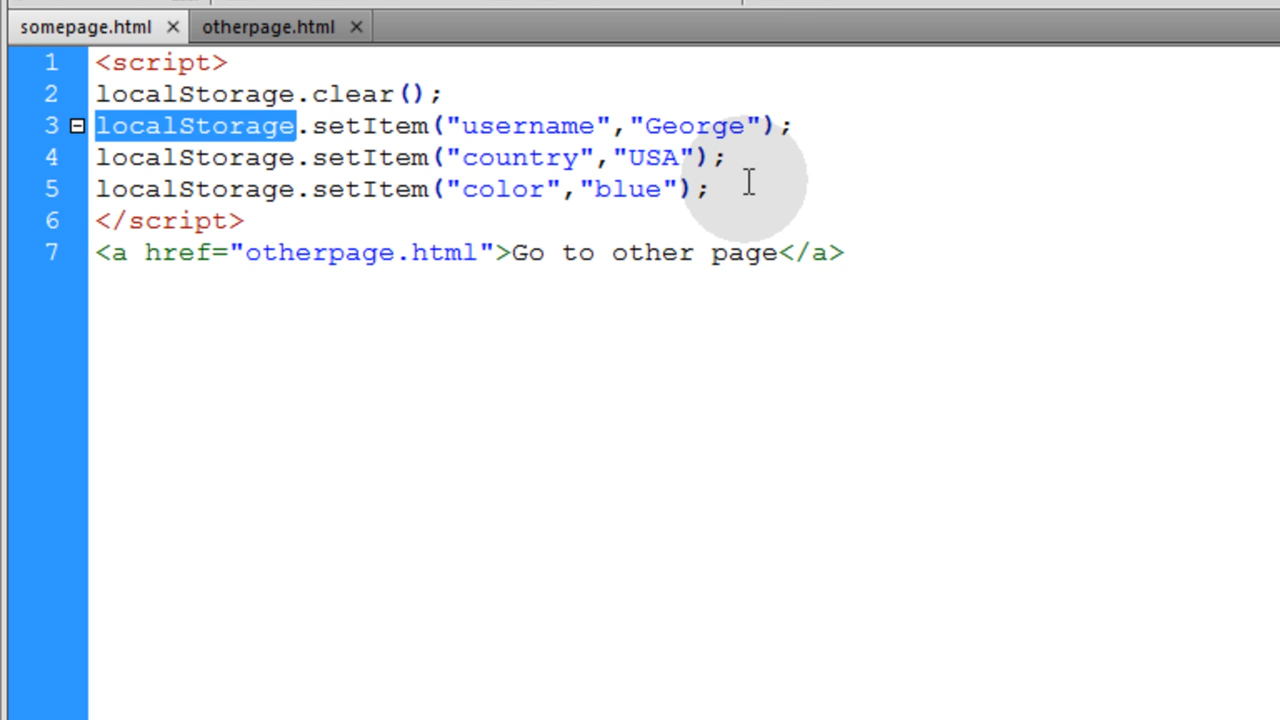 somepage.html × otherpage.html ×
1 <script>
2 localStorage.clear();
3 localStorage.setItem("username","George");
4 localStorage.setItem("country","USA");
5 localStorage.setItem("color","blue");
6 </script>
7 <a href="otherpage.html">Go to other page</a>